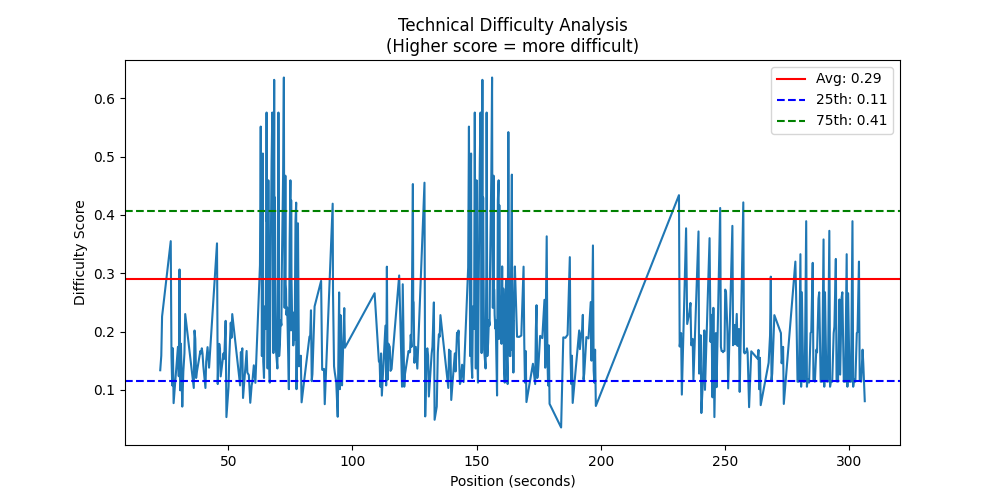 Technical Difficulty Analysis
(Higher score = more difficult)
Avg: 0.29
25th: 0.11
75th: 0.41
Difficulty Score
0.6
0.5
0.4
0.3
0.2
0.1
50 100 150 200 250 300
Position (seconds)